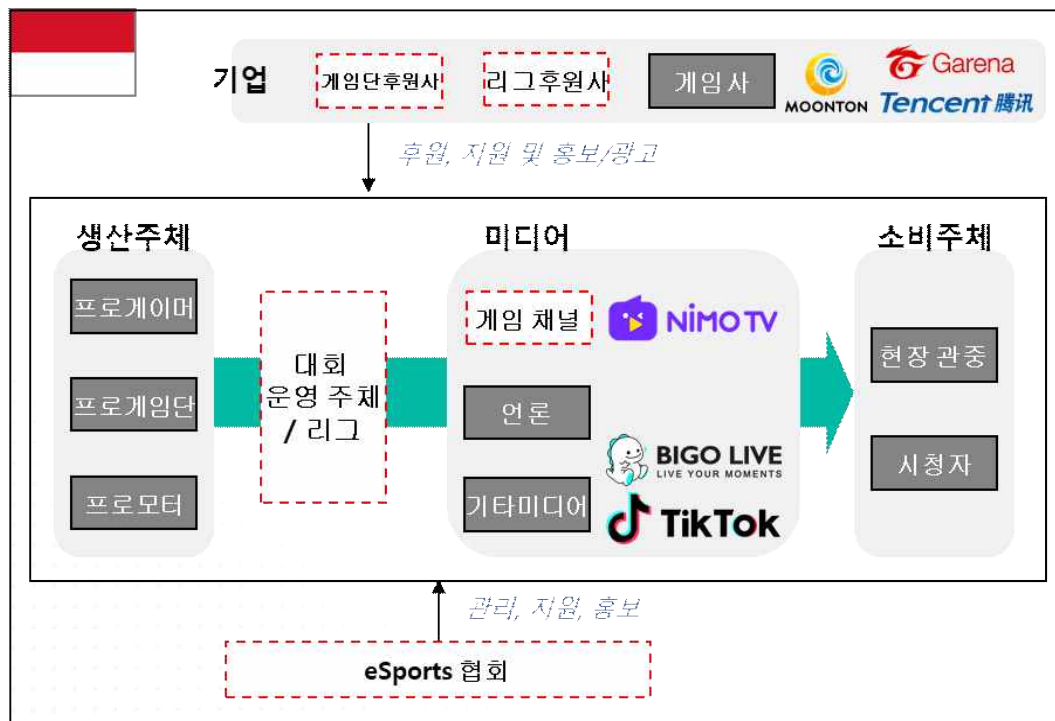 기업
게임단후원사
리그후원사
게임사
MOONTON
Garena
Tencent 腾讯
후원, 지원 및 홍보/광고
생산주체
프로게이머
프로게임단
프로모터
대회
운영 주체
/ 리그
미디어
게임 채널
NIMO TV
언론
BIGO LIVE
LIVE YOUR MOMENTS
기타미디어
TikTok
소비주체
현장 관중
시청자
관리, 지원, 홍보
eSports 협회